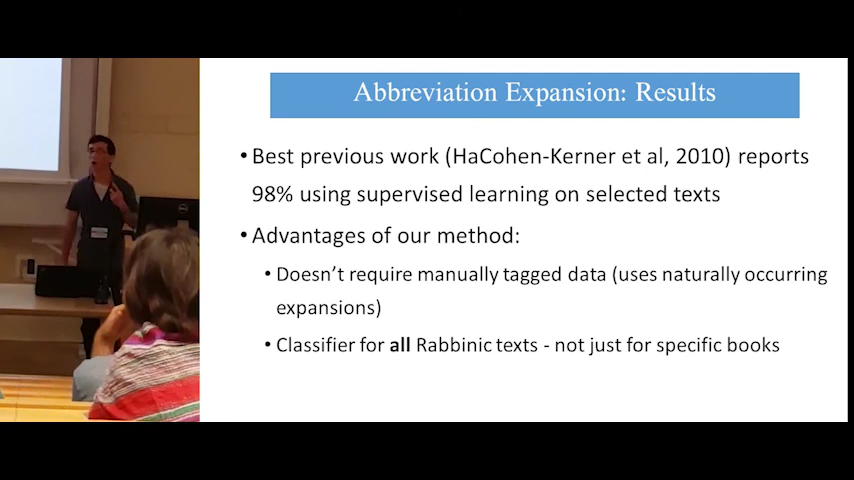 Abbreviation Expansion: Results
• Best previous work (HaCohen-Kerner et al, 2010) reports
98% using supervised learning on selected texts
• Advantages of our method:
• Doesn't require manually tagged data (uses naturally occurring
expansions)
• Classifier for all Rabbinic texts - not just for specific books